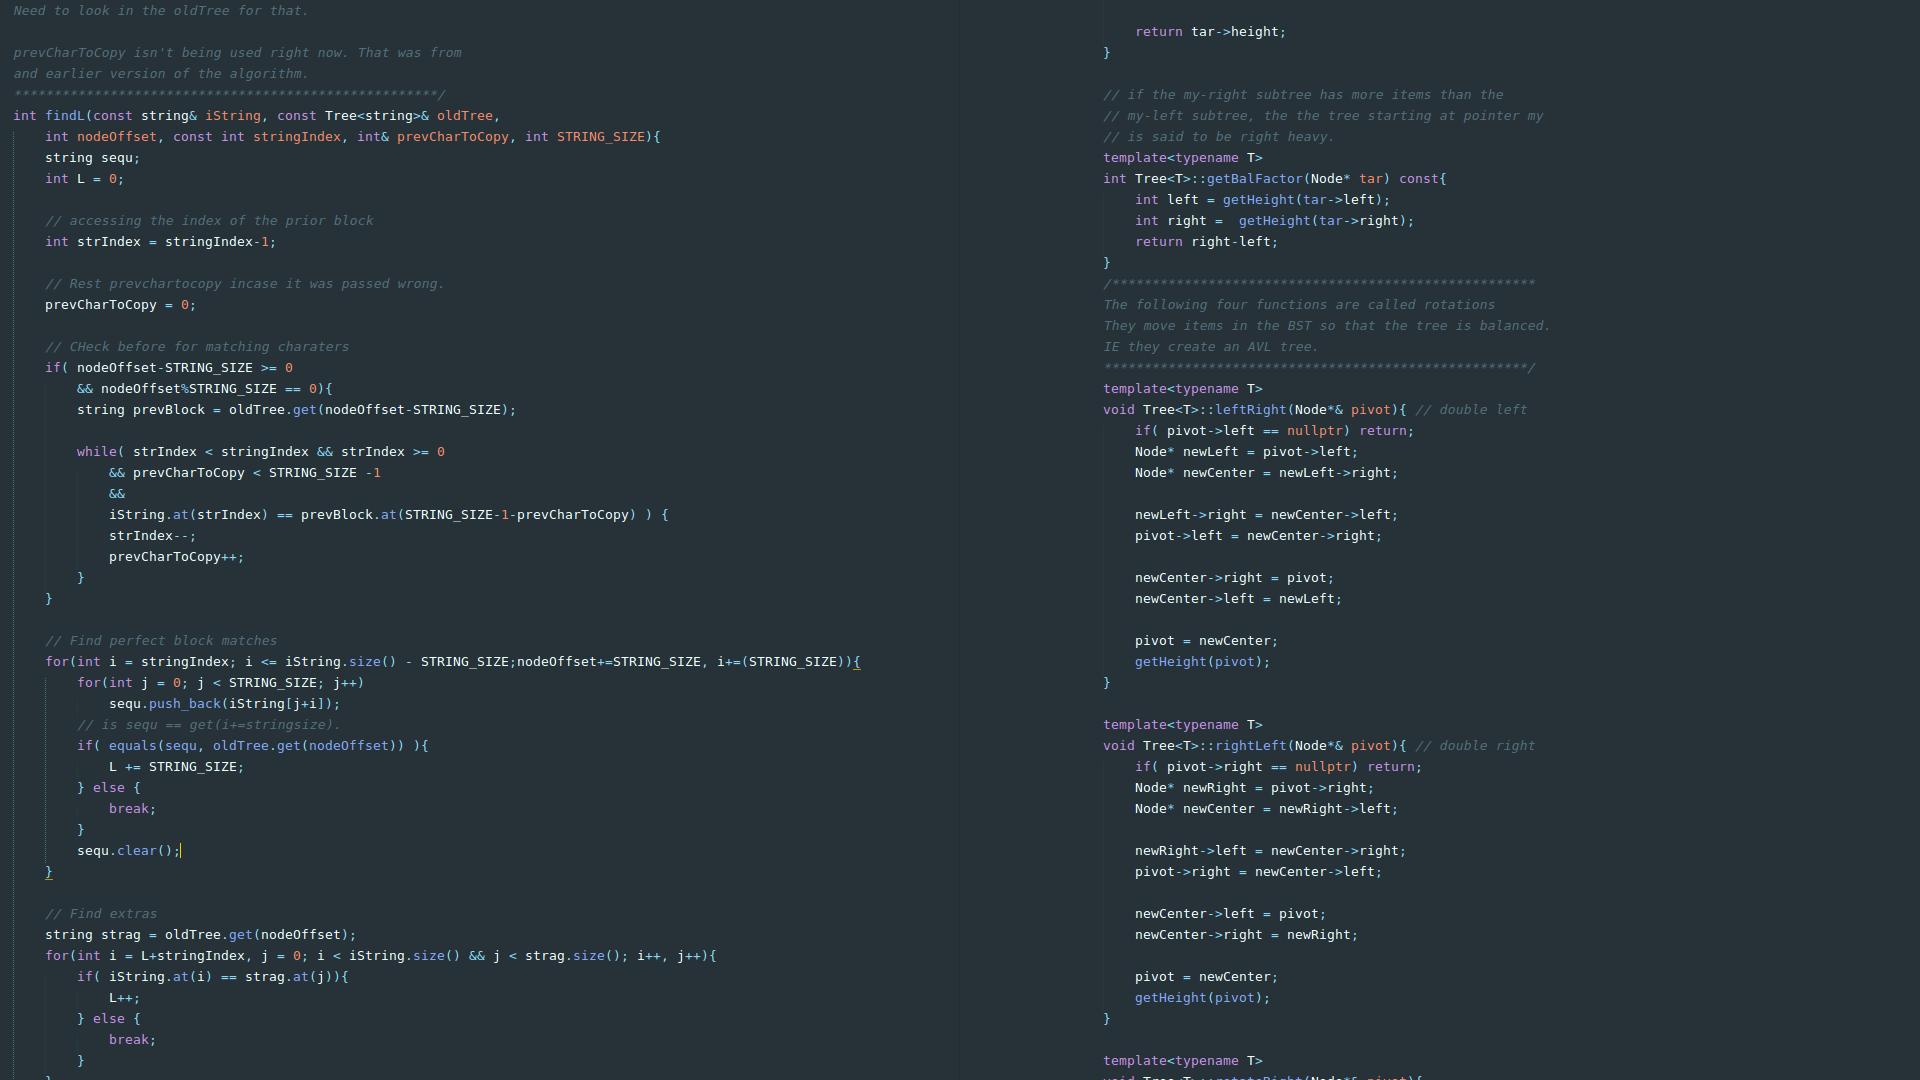 Need to look in the oldTree for that.
prevCharToCopy isn't being used right now. That was from
and earlier version of the algorithm.
*****************************************************/
int findL(const string& iString, const Tree<string>& oldTree,
int nodeOffset, const int stringIndex, int& prevCharToCopy, int STRING_SIZE){
string sequ;
int L = 0;
// accessing the index of the prior block
int strIndex = stringIndex-1;
// Rest prevchartocopy incase it was passed wrong.
prevCharToCopy = 0;
// CHeck before for matching charaters
if( nodeOffset-STRING_SIZE >= 0
&& nodeOffset%STRING_SIZE == 0){
string prevBlock = oldTree.get(nodeOffset-STRING_SIZE);
while( strIndex < stringIndex && strIndex >= 0
&& prevCharToCopy < STRING_SIZE -1
&&
iString.at(strIndex) == prevBlock.at(STRING_SIZE-1-prevCharToCopy) ) {
strIndex--;
prevCharToCopy++;
}
}
// Find perfect block matches
for(int i = stringIndex; i <= iString.size() - STRING_SIZE;nodeOffset+=STRING_SIZE, i+=(STRING_SIZE)){
for(int j = 0; j < STRING_SIZE; j++)
sequ.push_back(iString[j+i]);
// is sequ == get(i+=stringsize).
if( equals(sequ, oldTree.get(nodeOffset)) ){
L += STRING_SIZE;
} else {
break;
}
sequ.clear();
}
// Find extras
string strag = oldTree.get(nodeOffset);
for(int i = L+stringIndex, j = 0; i < iString.size() && j < strag.size(); i++, j++){
if( iString.at(i) == strag.at(j)){
L++;
} else {
break;
}
return tar->height;
}
// if the my-right subtree has more items than the
// my-left subtree, the the tree starting at pointer my
// is said to be right heavy.
template<typename T>
int Tree<T>::getBalFactor(Node* tar) const{
int left = getHeight(tar->left);
int right =  getHeight(tar->right);
return right-left;
}
/*****************************************************
The following four functions are called rotations
They move items in the BST so that the tree is balanced.
IE they create an AVL tree.
*****************************************************/
template<typename T>
void Tree<T>::leftRight(Node*& pivot){ // double left
if( pivot->left == nullptr) return;
Node* newLeft = pivot->left;
Node* newCenter = newLeft->right;
newLeft->right = newCenter->left;
pivot->left = newCenter->right;
newCenter->right = pivot;
newCenter->left = newLeft;
pivot = newCenter;
getHeight(pivot);
}
template<typename T>
void Tree<T>::rightLeft(Node*& pivot){ // double right
if( pivot->right == nullptr) return;
Node* newRight = pivot->right;
Node* newCenter = newRight->left;
newRight->left = newCenter->right;
pivot->right = newCenter->left;
newCenter->left = pivot;
newCenter->right = newRight;
pivot = newCenter;
getHeight(pivot);
}
template<typename T>
void Tree<T>::rotateRight(Node*& pivot){